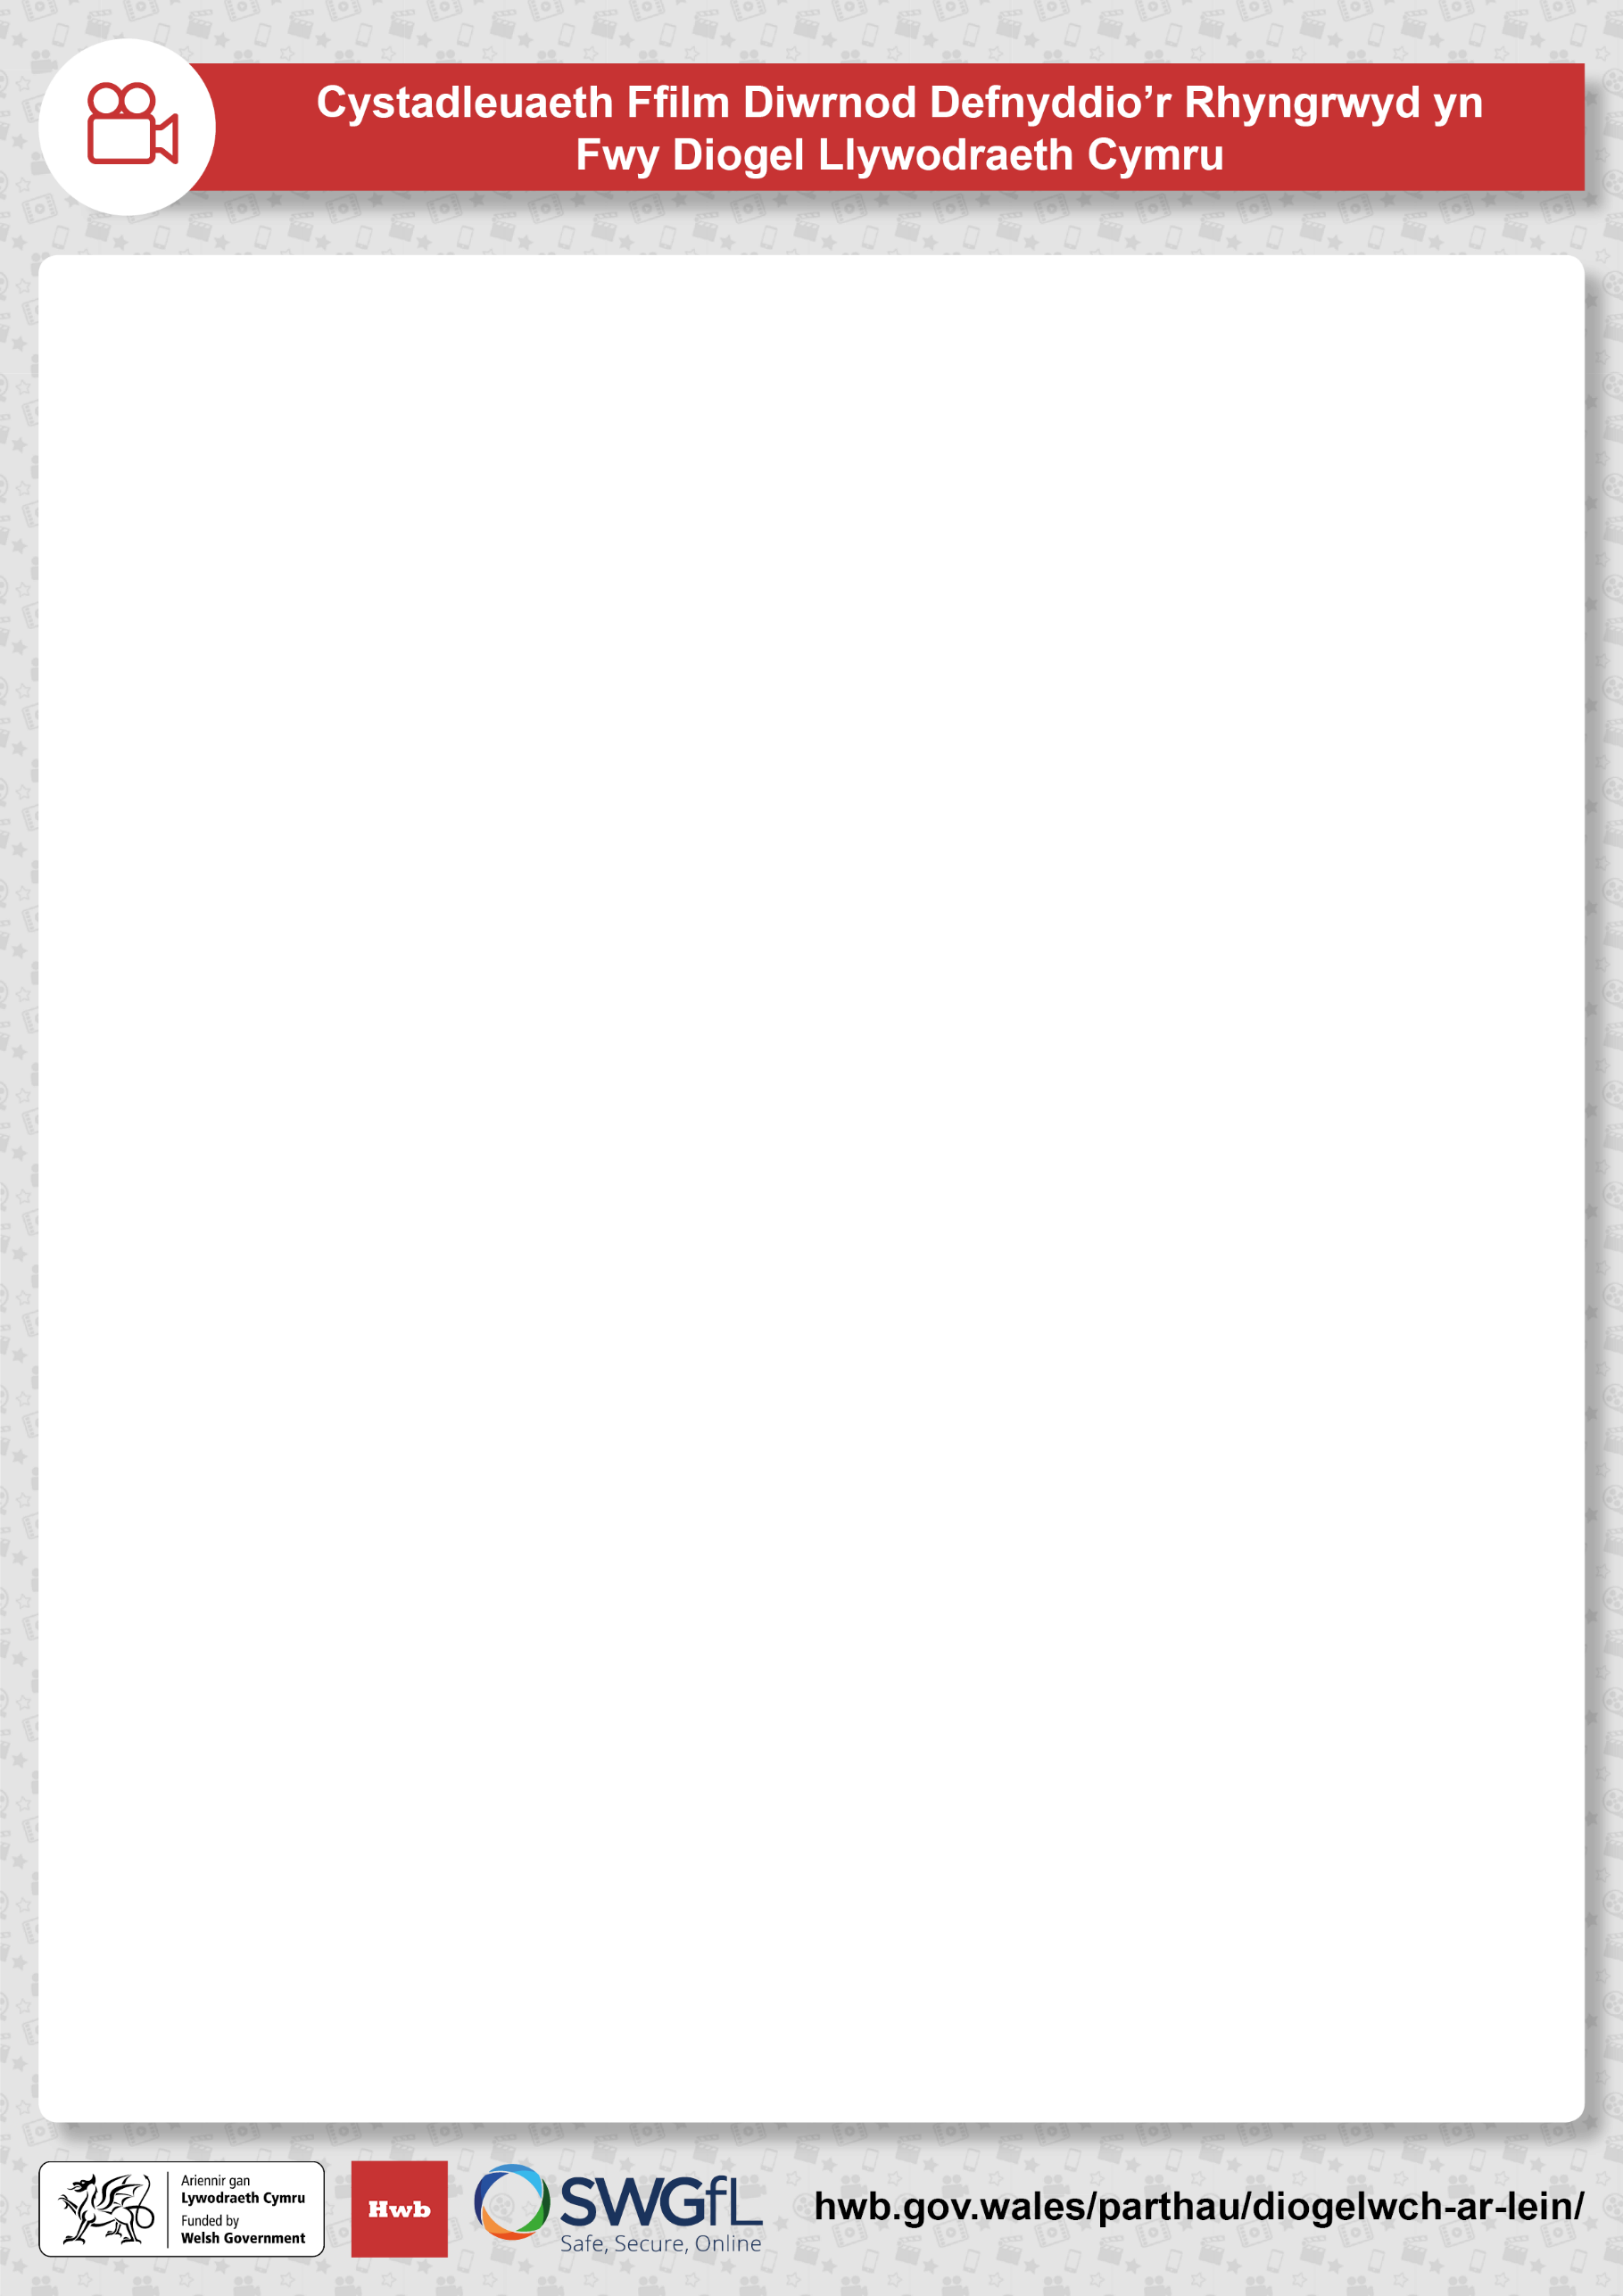 Cystadleuaeth Ffilm Diwrnod Defnyddio’r Rhyngrwyd yn
Fwy Diogel Llywodraeth Cymru
Ariennir gan
Lywodraeth Cymru
Funded by
Welsh Government
Hwb
SWGfL
Safe, Secure, Online
hwb.gov.wales/parthau/diogelwch-ar-lein/